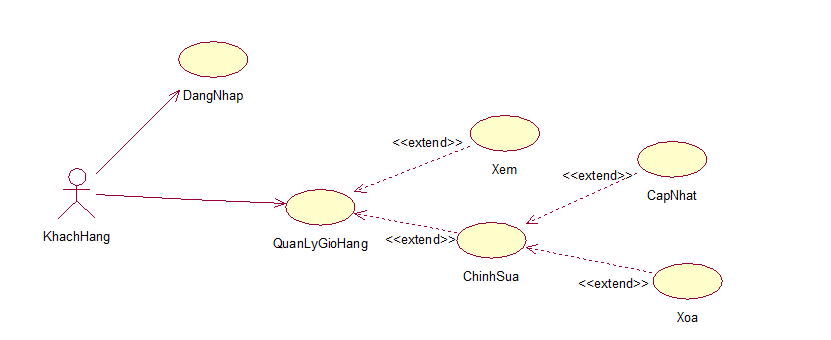 DangNhap
<<extend>>
Xem
<<extend>>
CapNhat
KhachHang
QuanLyGioHang
<<extend>>
ChinhSua
<<extend>>
Xoa